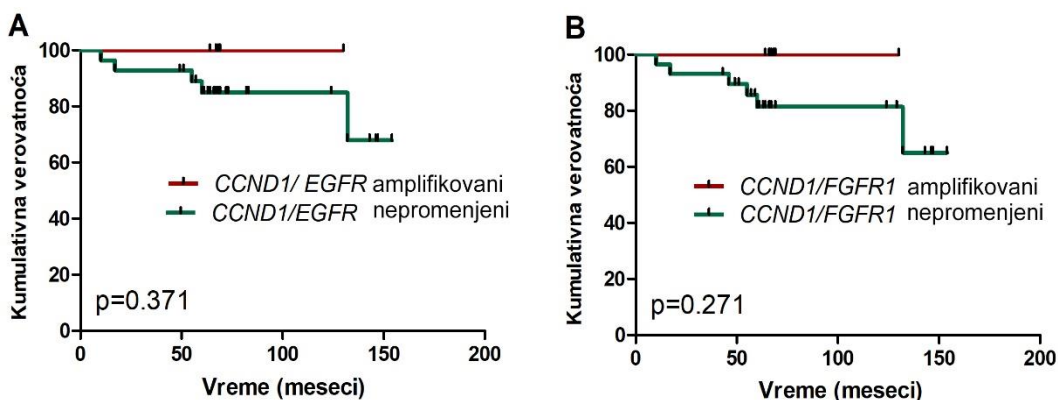 A
Kumulativna verovatnoća
100
80
60
40
20
0
CCND1/ EGFR amplifikovani
CCND1/EGFR nepromenjeni
p=0.371
0 50 100 150 200
Vreme (meseci)
B
Kumulativna verovatnoća
100
80
60
40
20
0
CCND1/FGFR1 amplifikovani
CCND1/FGFR1 nepromenjeni
p=0.271
0 50 100 150 200
Vreme (meseci)